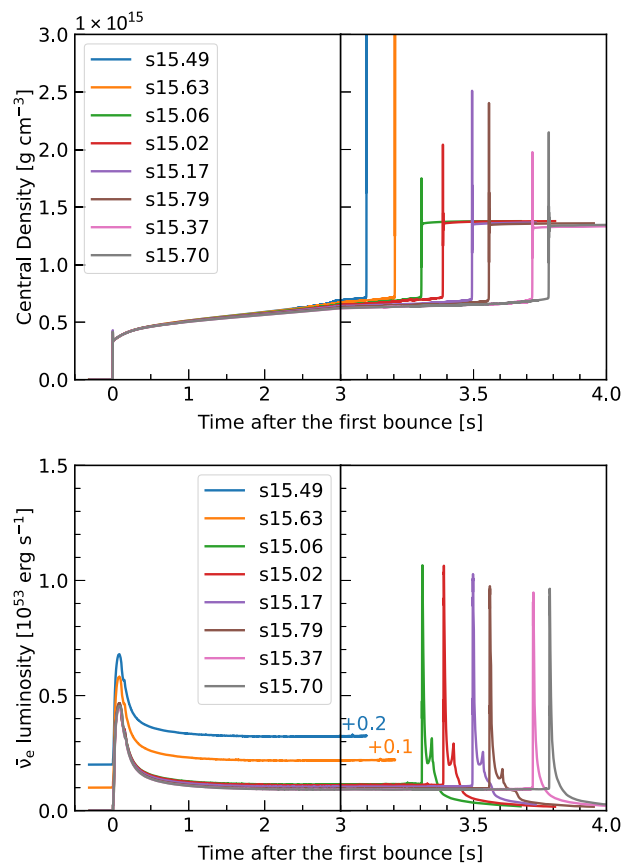 1 × 10¹⁵
3.0
2.5
2.0
1.5
1.0
0.5
0.0
Central Density [g cm⁻³]
s15.49
s15.63
s15.06
s15.02
s15.17
s15.79
s15.37
s15.70
0 1 2 3 3.5 4.0
Time after the first bounce [s]
1.5
1.0
0.5
0.0
ν̄ₑ luminosity [10⁵³ erg s⁻¹]
s15.49
s15.63
s15.06
s15.02
s15.17
s15.79
s15.37
s15.70
+0.2
+0.1
0 1 2 3 3.5 4.0
Time after the first bounce [s]